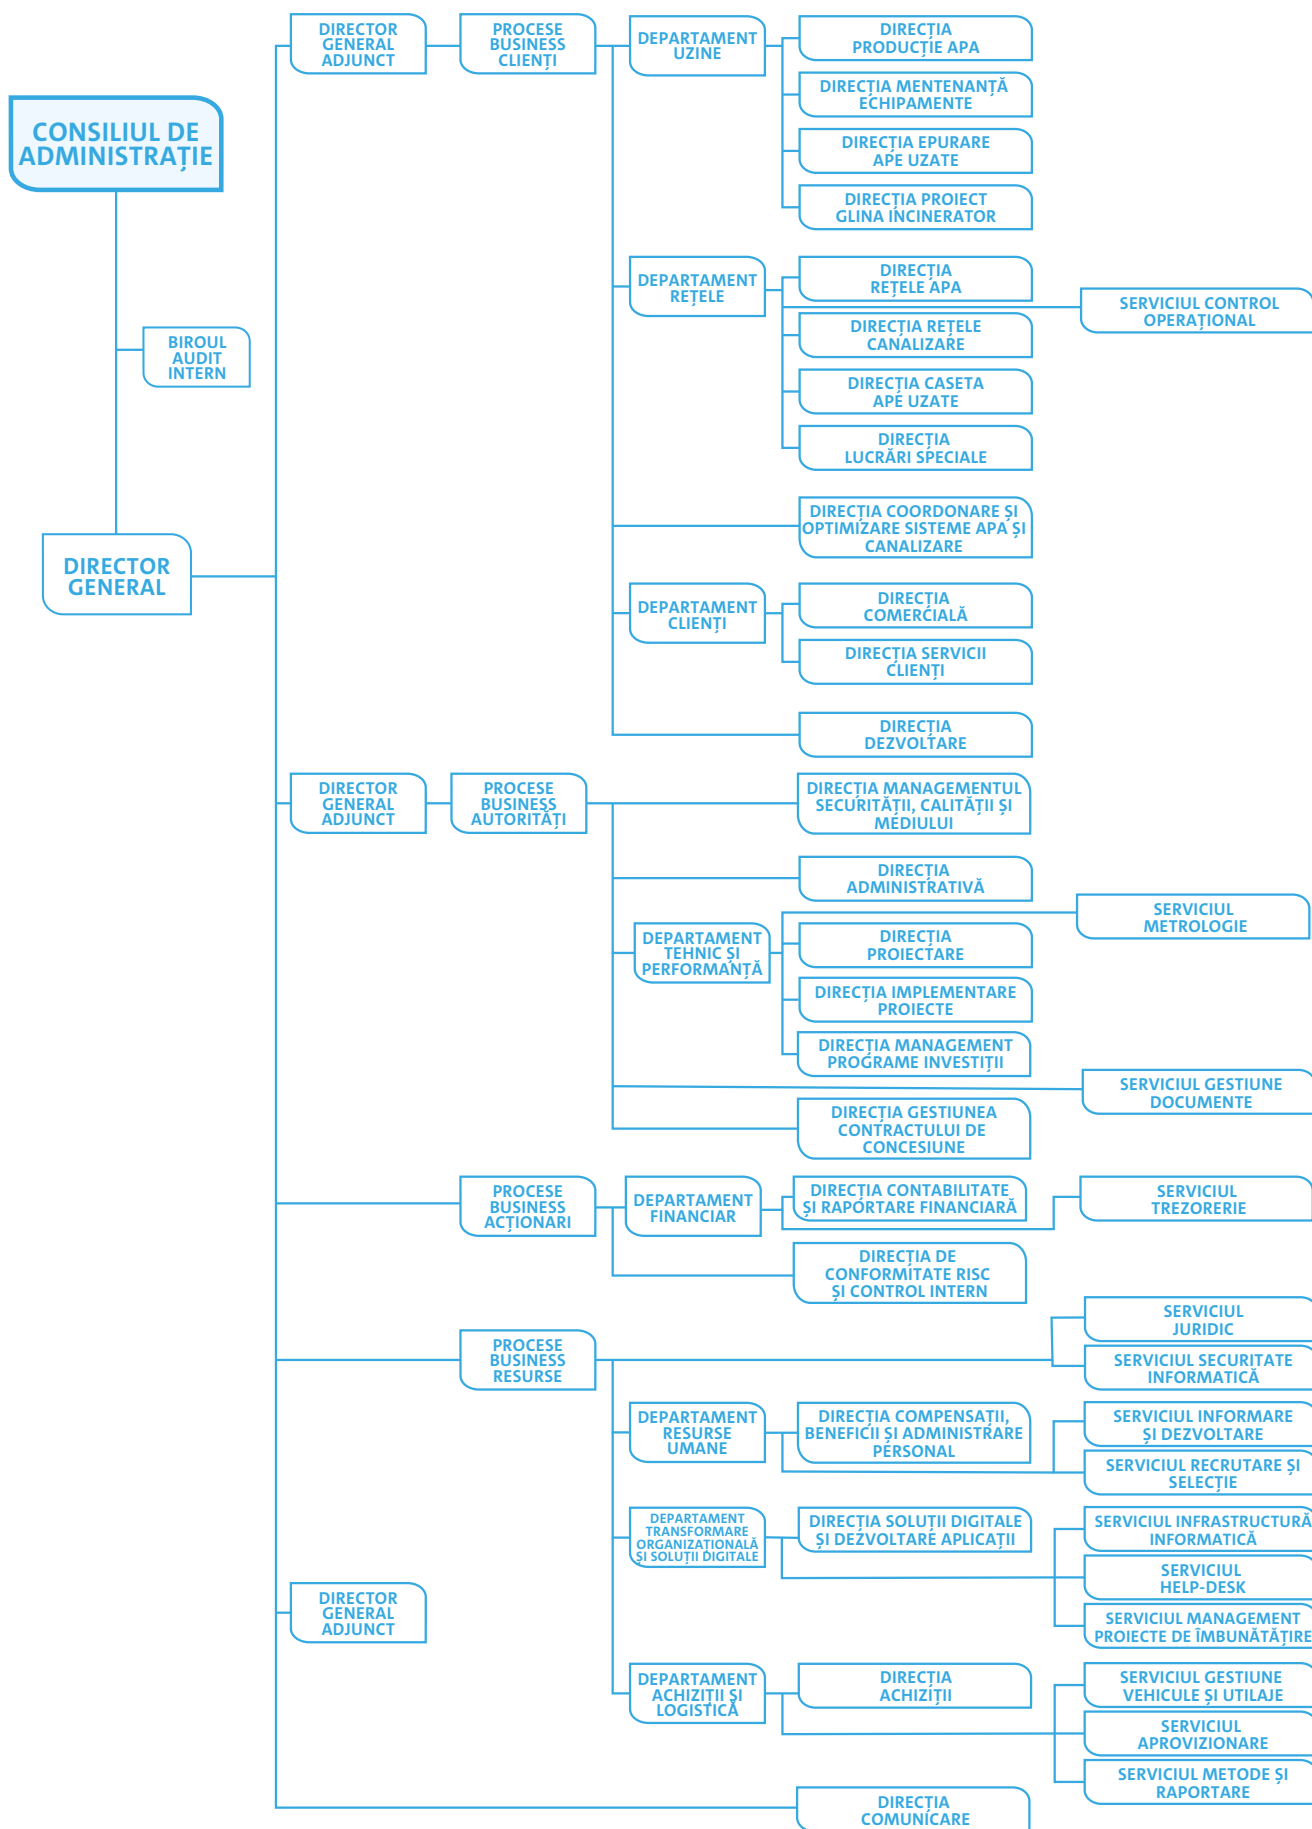 CONSILIUL DE
ADMINISTRAȚIE
BIROUL
AUDIT
INTERN
DIRECTOR
GENERAL
DIRECTOR
GENERAL
ADJUNCT
PROCESE
BUSINESS
CLIENȚI
DEPARTAMENT
UZINE
DIRECȚIA
PRODUCȚIE APA
DIRECȚIA MENTENANȚĂ
ECHIPAMENTE
DIRECȚIA EPURARE
APE UZATE
DIRECȚIA PROIECT
GLINA INCINERATOR
DEPARTAMENT
REȚELE
DIRECȚIA
REȚELE APA
SERVICIUL CONTROL
OPERAȚIONAL
DIRECȚIA REȚELE
CANALIZARE
DIRECȚIA CASETA
APE UZATE
DIRECȚIA
LUCRĂRI SPECIALE
DIRECȚIA COORDONARE ȘI
OPTIMIZARE SISTEME APA ȘI
CANALIZARE
DEPARTAMENT
CLIENȚI
DIRECȚIA
COMERCIALĂ
DIRECȚIA SERVICII
CLIENȚI
DIRECȚIA
DEZVOLTARE
DIRECTOR
GENERAL
ADJUNCT
PROCESE
BUSINESS
AUTORITĂȚI
DIRECȚIA MANAGEMENTUL
SECURITĂȚII, CALITĂȚII ȘI
MEDIULUI
DIRECȚIA
ADMINISTRATIVĂ
DEPARTAMENT
TEHNIC ȘI
PERFORMANȚĂ
SERVICIUL
METROLOGIE
DIRECȚIA
PROIECTARE
DIRECȚIA IMPLEMENTARE
PROIECTE
DIRECȚIA MANAGEMENT
PROGRAME INVESTIȚII
SERVICIUL GESTIUNE
DOCUMENTE
DIRECȚIA GESTIUNEA
CONTRACTULUI DE
CONCESIUNE
PROCESE
BUSINESS
ACȚIONARI
DEPARTAMENT
FINANCIAR
DIRECȚIA CONTABILITATE
ȘI RAPORTARE FINANCIARĂ
SERVICIUL
TREZORERIE
DIRECȚIA DE
CONFORMITATE RISC
ȘI CONTROL INTERN
PROCESE
BUSINESS
RESURSE
SERVICIUL
JURIDIC
SERVICIUL SECURITATE
INFORMATICĂ
DEPARTAMENT
RESURSE
UMANE
DIRECȚIA COMPENSAȚII,
BENEFICII ȘI ADMINISTRARE
PERSONAL
SERVICIUL INFORMARE
ȘI DEZVOLTARE
SERVICIUL RECRUTARE ȘI
SELECȚIE
DEPARTAMENT
TRANSFORMARE
ORGANIZAȚIONALĂ
ȘI SOLUȚII DIGITALE
DIRECȚIA SOLUȚII DIGITALE
ȘI DEZVOLTARE APLICAȚII
SERVICIUL INFRASTRUCTURĂ
INFORMATICĂ
SERVICIUL
HELP-DESK
SERVICIUL MANAGEMENT
PROIECTE DE ÎMBUNĂTĂȚIRE
DIRECTOR
GENERAL
ADJUNCT
DEPARTAMENT
ACHIZIȚII ȘI
LOGISTICĂ
DIRECȚIA
ACHIZIȚII
SERVICIUL GESTIUNE
VEHICULE ȘI UTILAJE
SERVICIUL
APROVIZIONARE
SERVICIUL METODE ȘI
RAPORTARE
DIRECȚIA
COMUNICARE